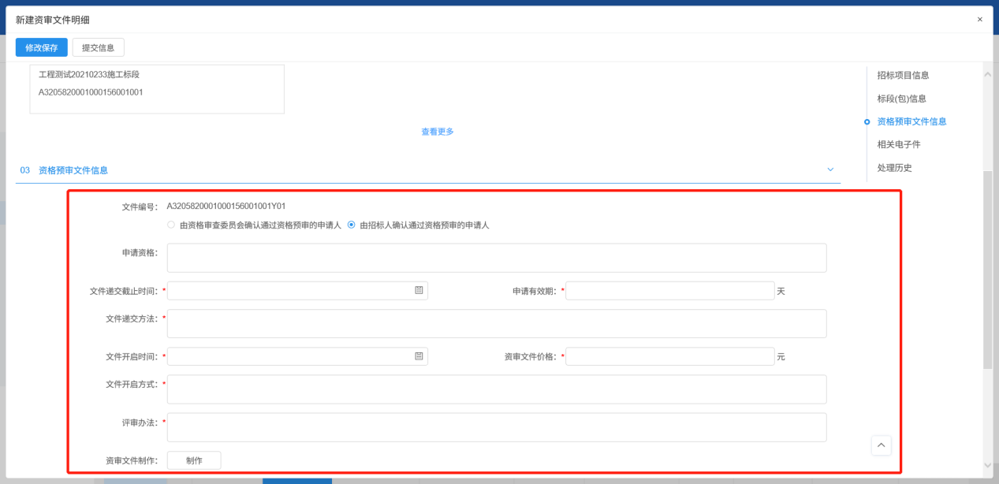 新建资审文件明细
×
修改保存 提交信息
工程测试20210233施工标段
A3205820001000156001001
查看更多
招标项目信息
标段(包)信息
资格预审文件信息
相关电子件
处理历史
03 资格预审文件信息
文件编号： A3205820001000156001001Y01
由资格审查委员会确认通过资格预审的申请人 由招标人确认通过资格预审的申请人
申请资格：
文件递交截止时间：* 申请有效期：* 天
文件递交方法：*
文件开启时间：* 资审文件价格：* 元
文件开启方式：*
评审办法：*
资审文件制作： 制作